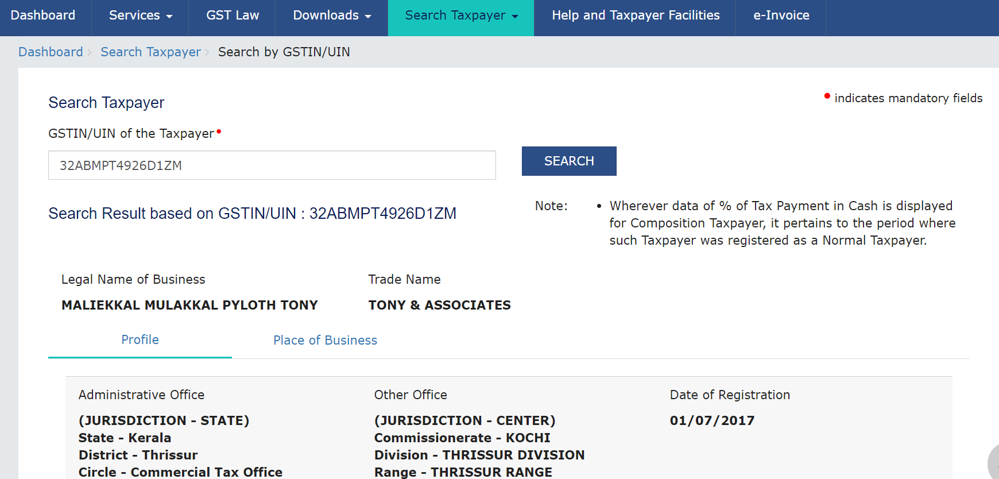 Dashboard Services GST Law Downloads Search Taxpayer Help and Taxpayer Facilities e-Invoice
Dashboard Search Taxpayer Search by GSTIN/UIN
Search Taxpayer
indicates mandatory fields
GSTIN/UIN of the Taxpayer
32ABMPT4926D1ZM
SEARCH
Search Result based on GSTIN/UIN : 32ABMPT4926D1ZM
Note:
• Wherever data of % of Tax Payment in Cash is displayed
for Composition Taxpayer, it pertains to the period where
such Taxpayer was registered as a Normal Taxpayer.
Legal Name of Business
MALIEKKAL MULAKKAL PYLOTH TONY
Trade Name
TONY & ASSOCIATES
Profile
Place of Business
Administrative Office
(JURISDICTION - STATE)
State - Kerala
District - Thrissur
Circle - Commercial Tax Office
Other Office
(JURISDICTION - CENTER)
Commissionerate - KOCHI
Division - THRISSUR DIVISION
Range - THRISSUR RANGE
Date of Registration
01/07/2017